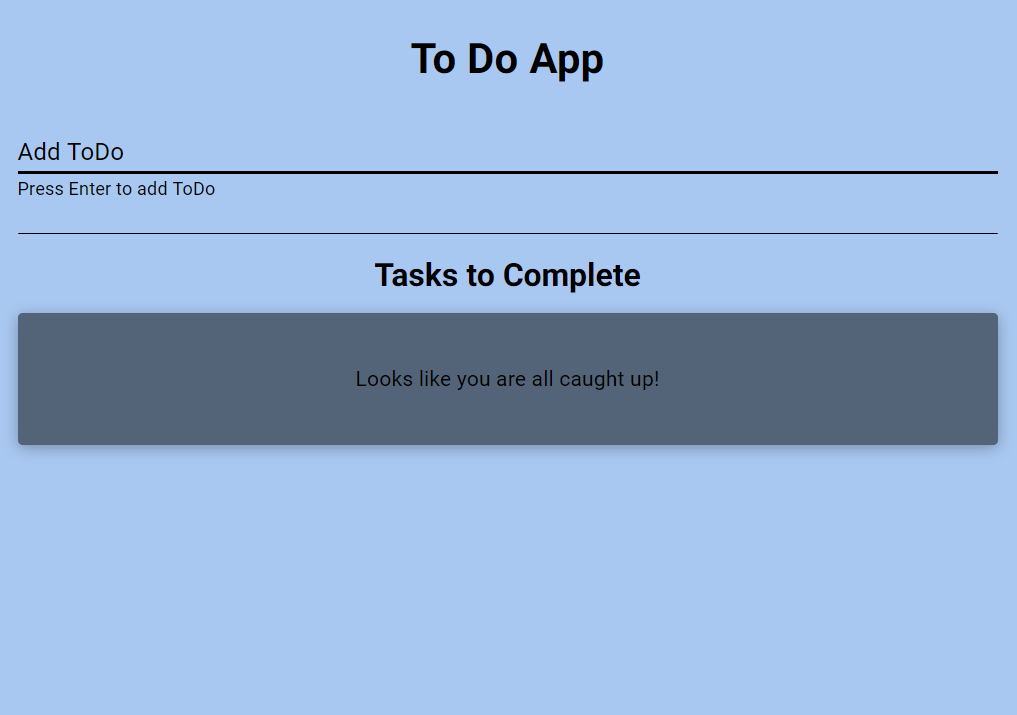 To Do App
Add ToDo
Press Enter to add ToDo
Tasks to Complete
Looks like you are all caught up!